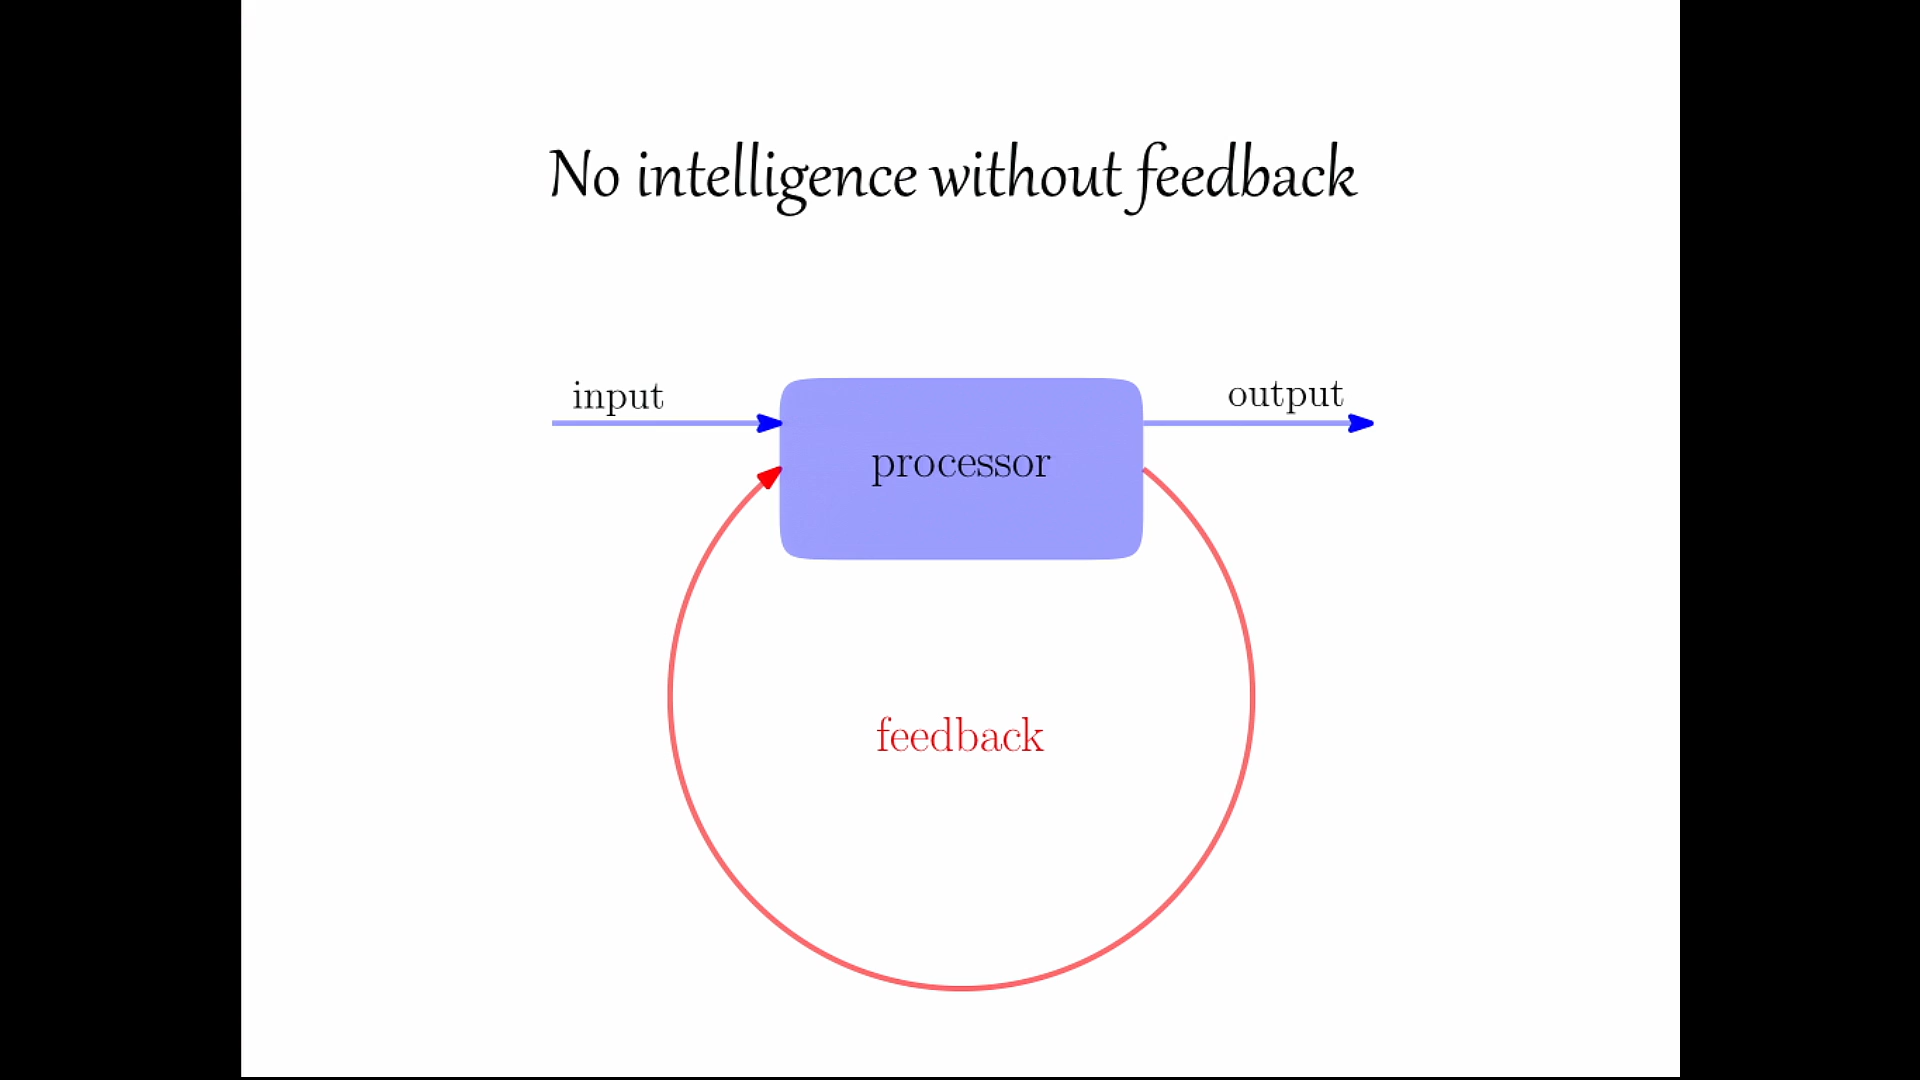 No intelligence without feedback
input
output
processor
feedback